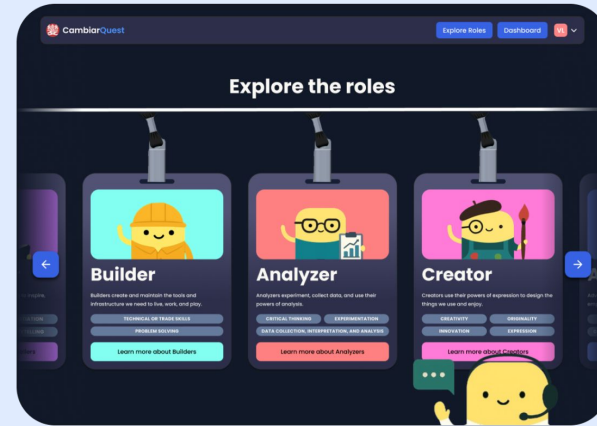 CambiarQuest
Explore Roles
Dashboard
VL
Explore the roles
Builder
Builders create and maintain the tools and
infrastructure we need to live, work, and play.
TECHNICAL OR TRADE SKILLS
PROBLEM SOLVING
Learn more about Builders
Analyzer
Analyzers experiment, collect data, and use their
powers of analysis.
CRITICAL THINKING
EXPERIMENTATION
DATA COLLECTION, INTERPRETATION, AND ANALYSIS
Learn more about Analyzers
Creator
Creators use their powers of expression to design the
things we use and enjoy.
CREATIVITY
ORIGINALITY
INNOVATION
EXPRESSION
Learn more about Creators